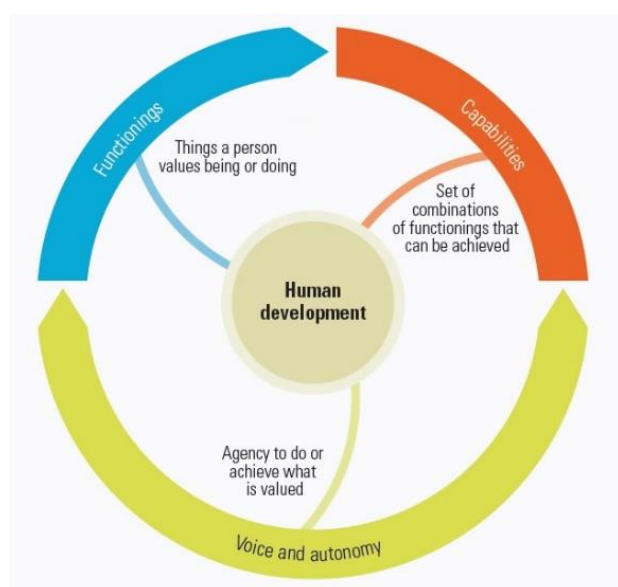 Functionings
Things a person
values being or doing
Capabilities
Set of
combinations
of functionings that
can be achieved
Human
development
Agency to do or
achieve what
is valued
Voice and autonomy